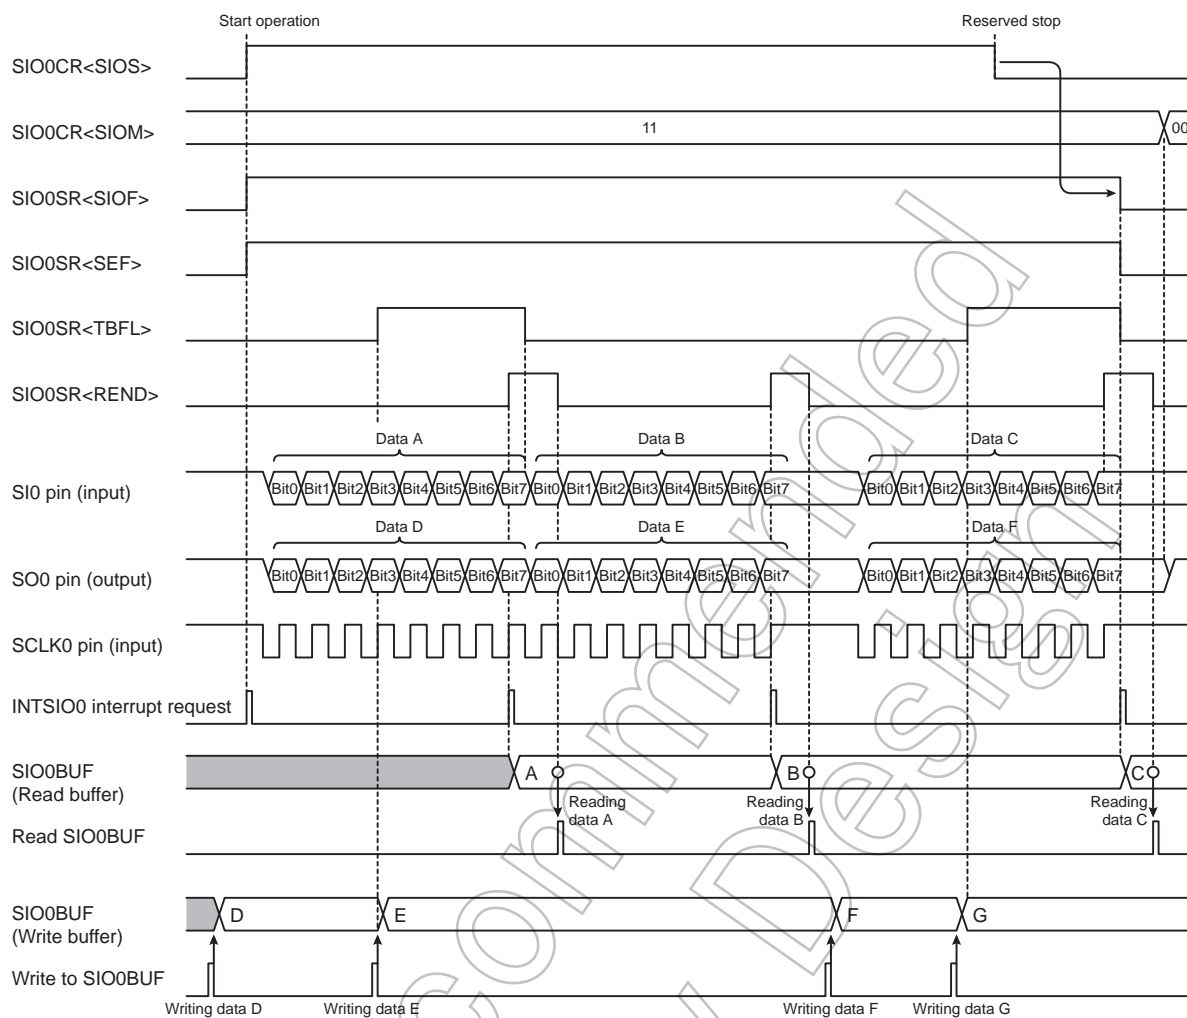 Start operation
Reserved stop
SIO0CR<SIOS>
SIO0CR<SIOM>
11
00
SIO0SR<SIOF>
SIO0SR<SEF>
SIO0SR<TBFL>
SIO0SR<REND>
Data A
Data B
Data C
SI0 pin (input)
Bit0 Bit1 Bit2 Bit3 Bit4 Bit5 Bit6 Bit7 Bit0 Bit1 Bit2 Bit3 Bit4 Bit5 Bit6 Bit7 Bit0 Bit1 Bit2 Bit3 Bit4 Bit5 Bit6 Bit7
Data D
Data E
Data F
SO0 pin (output)
Bit0 Bit1 Bit2 Bit3 Bit4 Bit5 Bit6 Bit7 Bit0 Bit1 Bit2 Bit3 Bit4 Bit5 Bit6 Bit7 Bit0 Bit1 Bit2 Bit3 Bit4 Bit5 Bit6 Bit7
SCLK0 pin (input)
INTSIO0 interrupt request
SIO0BUF
(Read buffer)
A
B
C
Reading
data A
Reading
data B
Reading
data C
Read SIO0BUF
SIO0BUF
(Write buffer)
D
E
F
G
Write to SIO0BUF
Writing data D
Writing data E
Writing data F
Writing data G
commended
Design